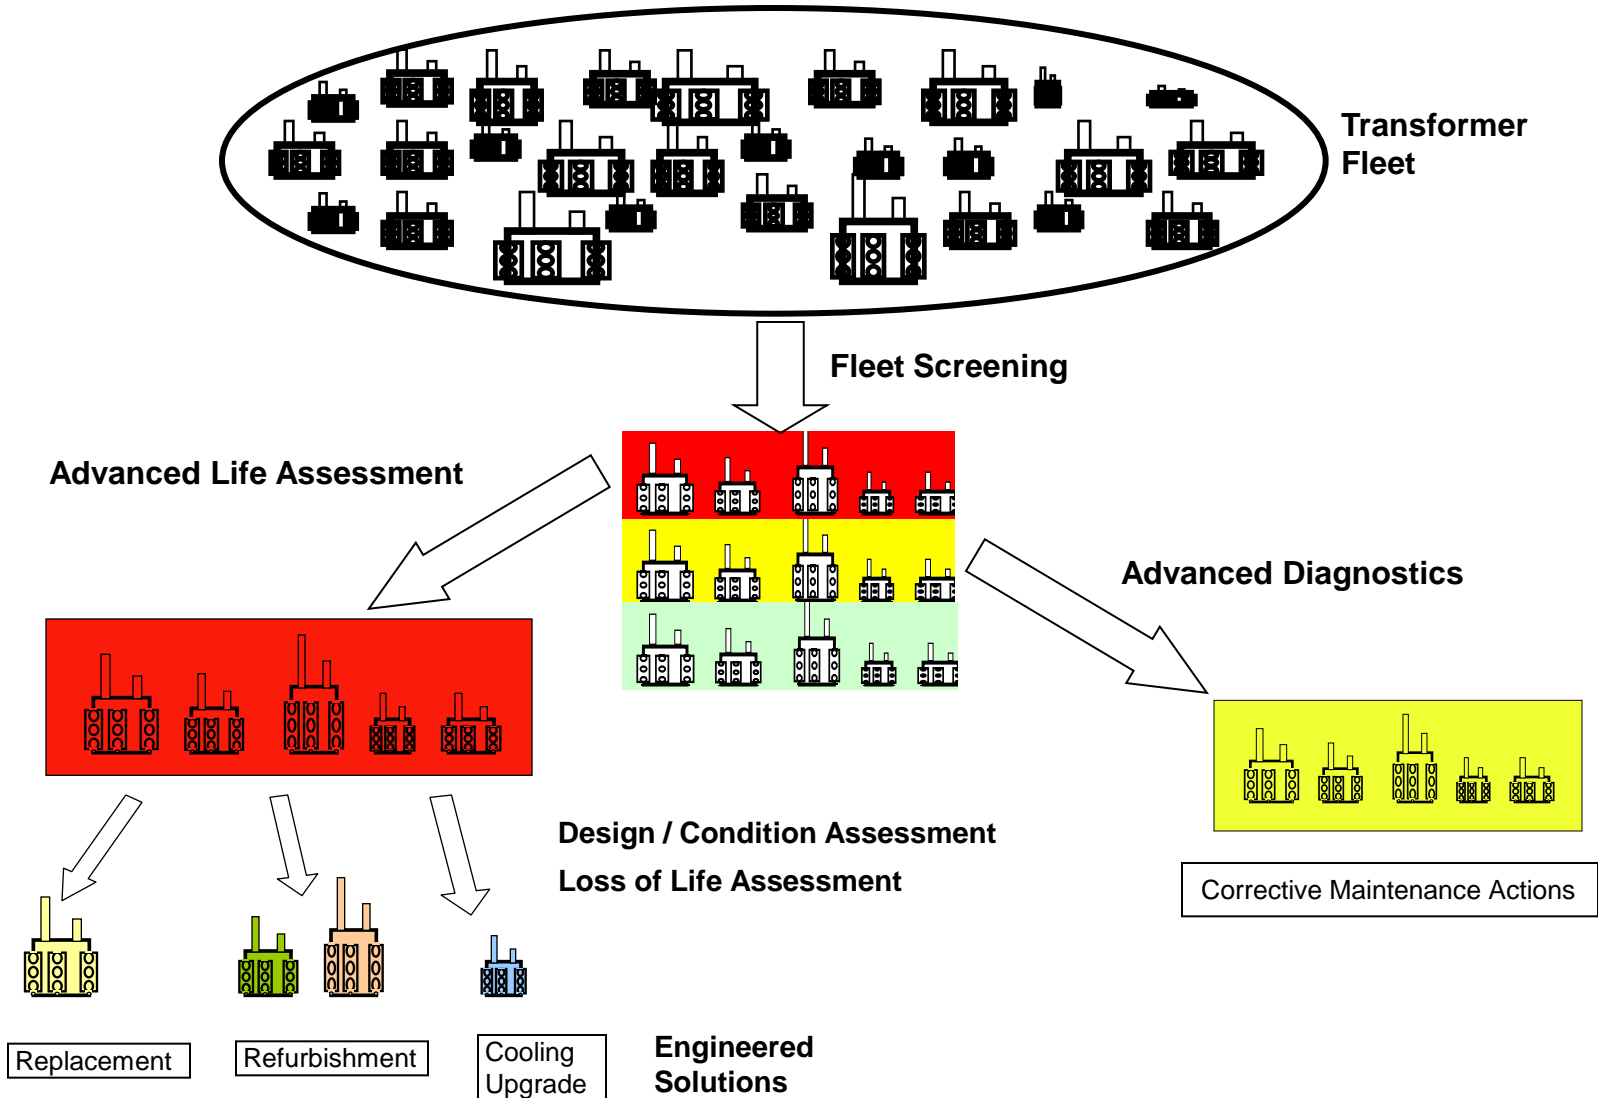 Transformer
Fleet
Fleet Screening
Advanced Life Assessment
Advanced Diagnostics
Design / Condition Assessment
Loss of Life Assessment
Corrective Maintenance Actions
Replacement
Refurbishment
Cooling
Upgrade
Engineered
Solutions